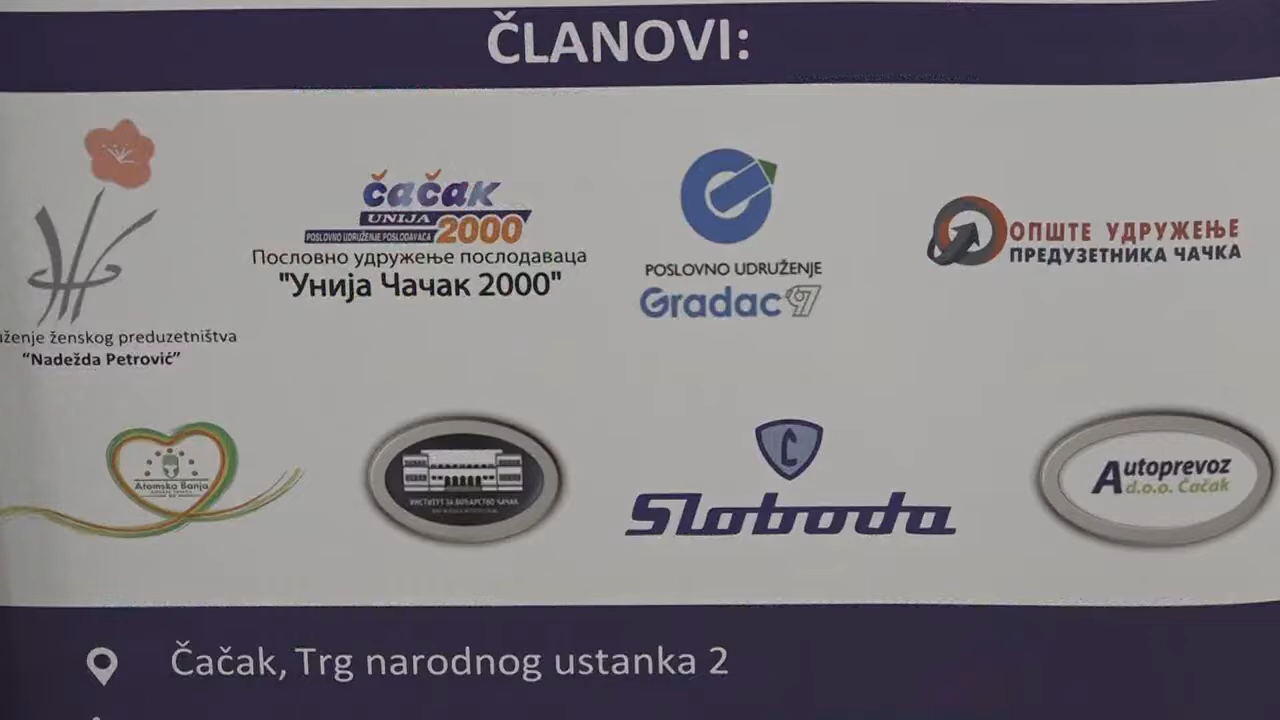 ČLANOVI:
čačak
UNIJA 2000
POSLOVNO UDRUŽENJE POSLODAVACA
Пословно удружење послодаваца
"Унија Чачак 2000"
POSLOVNO UDRUŽENJE
Gradac 97
ОПШТЕ УДРУЖЕЊЕ
ПРЕДУЗЕТНИКА ЧАЧКА
ženskog preduzetništva
“Nadežda Petrović”
Atomska Banja
ИНСТИТУТ ЗА ВОЋАРСТВО ЧАЧАК
Sloboda
Autoprevoz
d.o.o. Čačak
Čačak, Trg narodnog ustanka 2